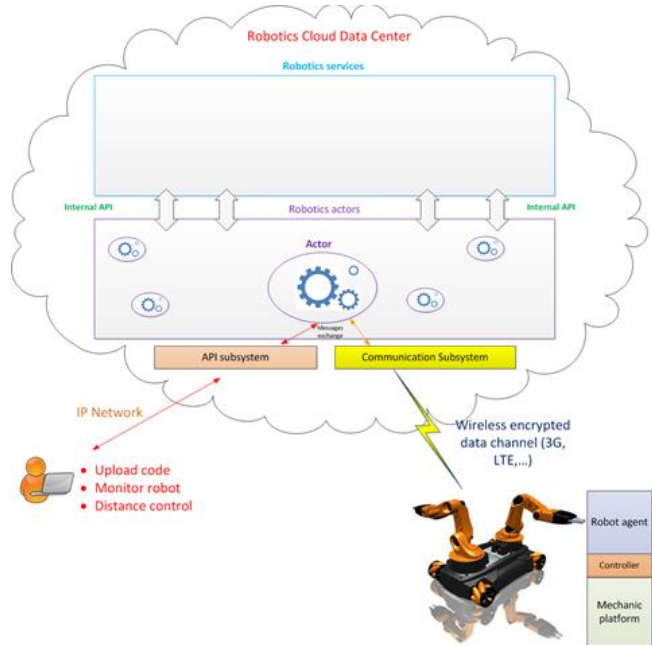 Robotics Cloud Data Center
Robotics services
Internal API
Robotics actors
Internal API
Actor
Messages
exchange
API subsystem
Communication Subsystem
IP Network
Wireless encrypted
data channel (3G,
LTE,...)
• Upload code
• Monitor robot
• Distance control
Robot agent
Controller
Mechanic
platform